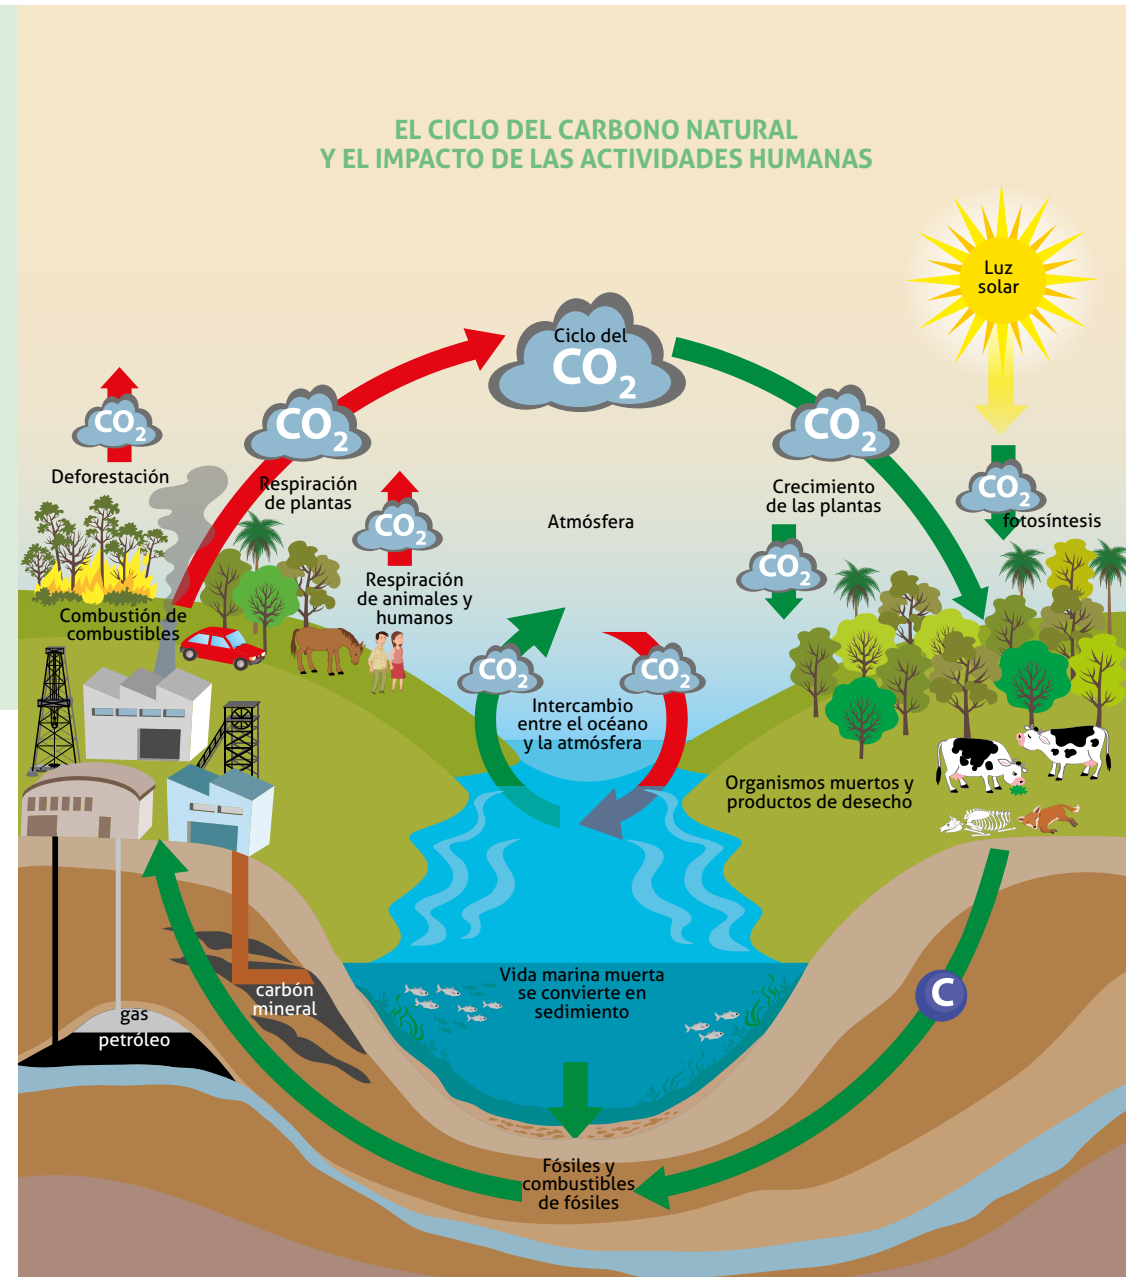 EL CICLO DEL CARBONO NATURAL
Y EL IMPACTO DE LAS ACTIVIDADES HUMANAS
Luz
solar
Ciclo del
CO2
CO2
Deforestación
CO2
Respiración
de plantas
CO2
Respiración
de animales y
humanos
Atmósfera
CO2
Crecimiento
de las plantas
CO2
CO2
fotosíntesis
Combustión de
combustibles
CO2
CO2
Intercambio
entre el océano
y la atmósfera
Organismos muertos y
productos de desecho
Vida marina muerta
se convierte en
sedimiento
C
carbón
mineral
gas
petróleo
Fósiles y
combustibles
de fósiles